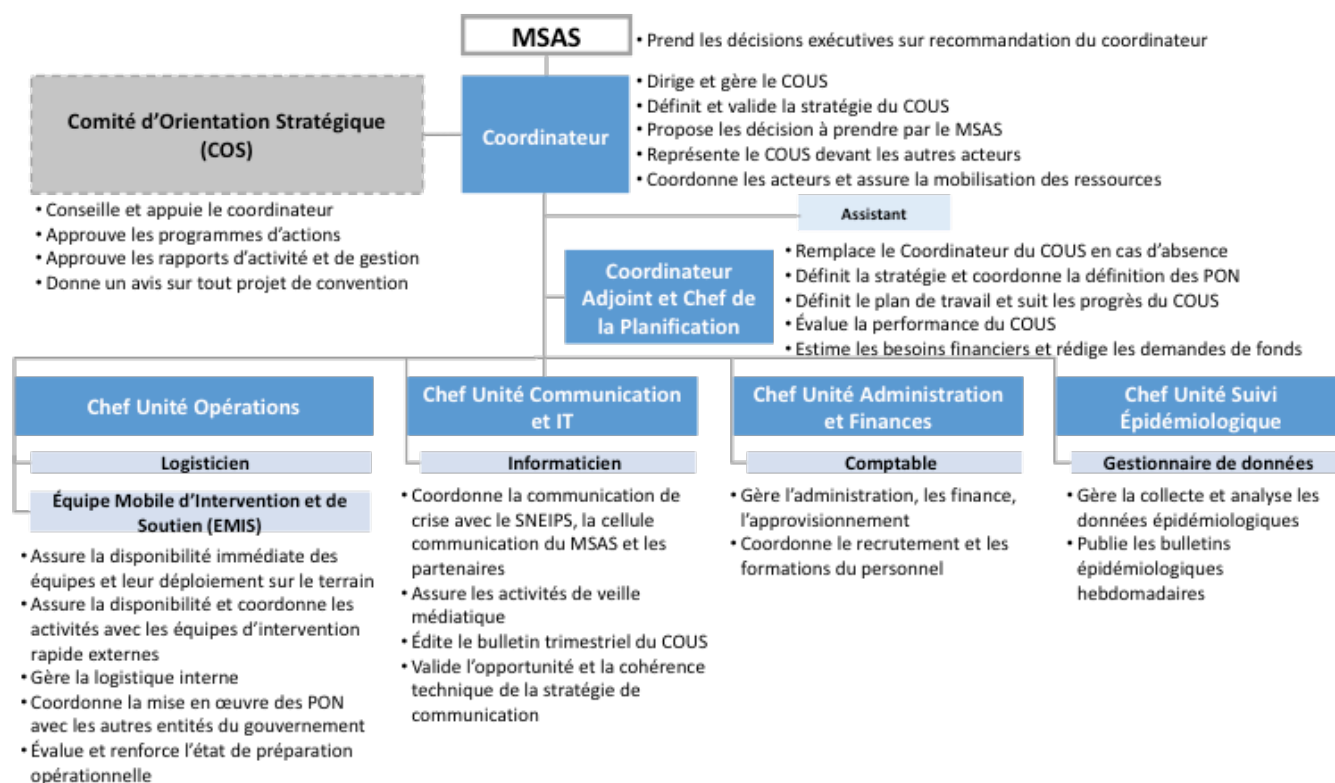 MSAS
• Prend les décisions exécutives sur recommandation du coordinateur
Comité d’Orientation Stratégique
(COS)
Coordinateur
• Dirige et gère le COUS
• Définit et valide la stratégie du COUS
• Propose les décision à prendre par le MSAS
• Représente le COUS devant les autres acteurs
• Coordonne les acteurs et assure la mobilisation des ressources
• Conseille et appuie le coordinateur
• Approuve les programmes d’actions
• Approuve les rapports d’activité et de gestion
• Donne un avis sur tout projet de convention
Assistant
Coordinateur
Adjoint et Chef de
la Planification
• Remplace le Coordinateur du COUS en cas d’absence
• Définit la stratégie et coordonne la définition des PON
• Définit le plan de travail et suit les progrès du COUS
• Évalue la performance du COUS
• Estime les besoins financiers et rédige les demandes de fonds
Chef Unité Opérations
Logisticien
Équipe Mobile d’Intervention et de
Soutien (EMIS)
• Assure la disponibilité immédiate des
équipes et leur déploiement sur le terrain
• Assure la disponibilité et coordonne les
activités avec les équipes d’intervention
rapide externes
• Gère la logistique interne
• Coordonne la mise en œuvre des PON
avec les autres entités du gouvernement
• Évalue et renforce l’état de préparation
opérationnelle
Chef Unité Communication
et IT
Informaticien
• Coordonne la communication de
crise avec le SNEIPS, la cellule
communication du MSAS et les
partenaires
• Assure les activités de veille
médiatique
• Édite le bulletin trimestriel du COUS
• Valide l’opportunité et la cohérence
technique de la stratégie de
communication
Chef Unité Administration
et Finances
Comptable
• Gère l’administration, les finance,
l’approvisionnement
• Coordonne le recrutement et les
formations du personnel
Chef Unité Suivi
Épidémiologique
Gestionnaire de données
• Gère la collecte et analyse les
données épidémiologiques
• Publie les bulletins
épidémiologiques
hebdomadaires